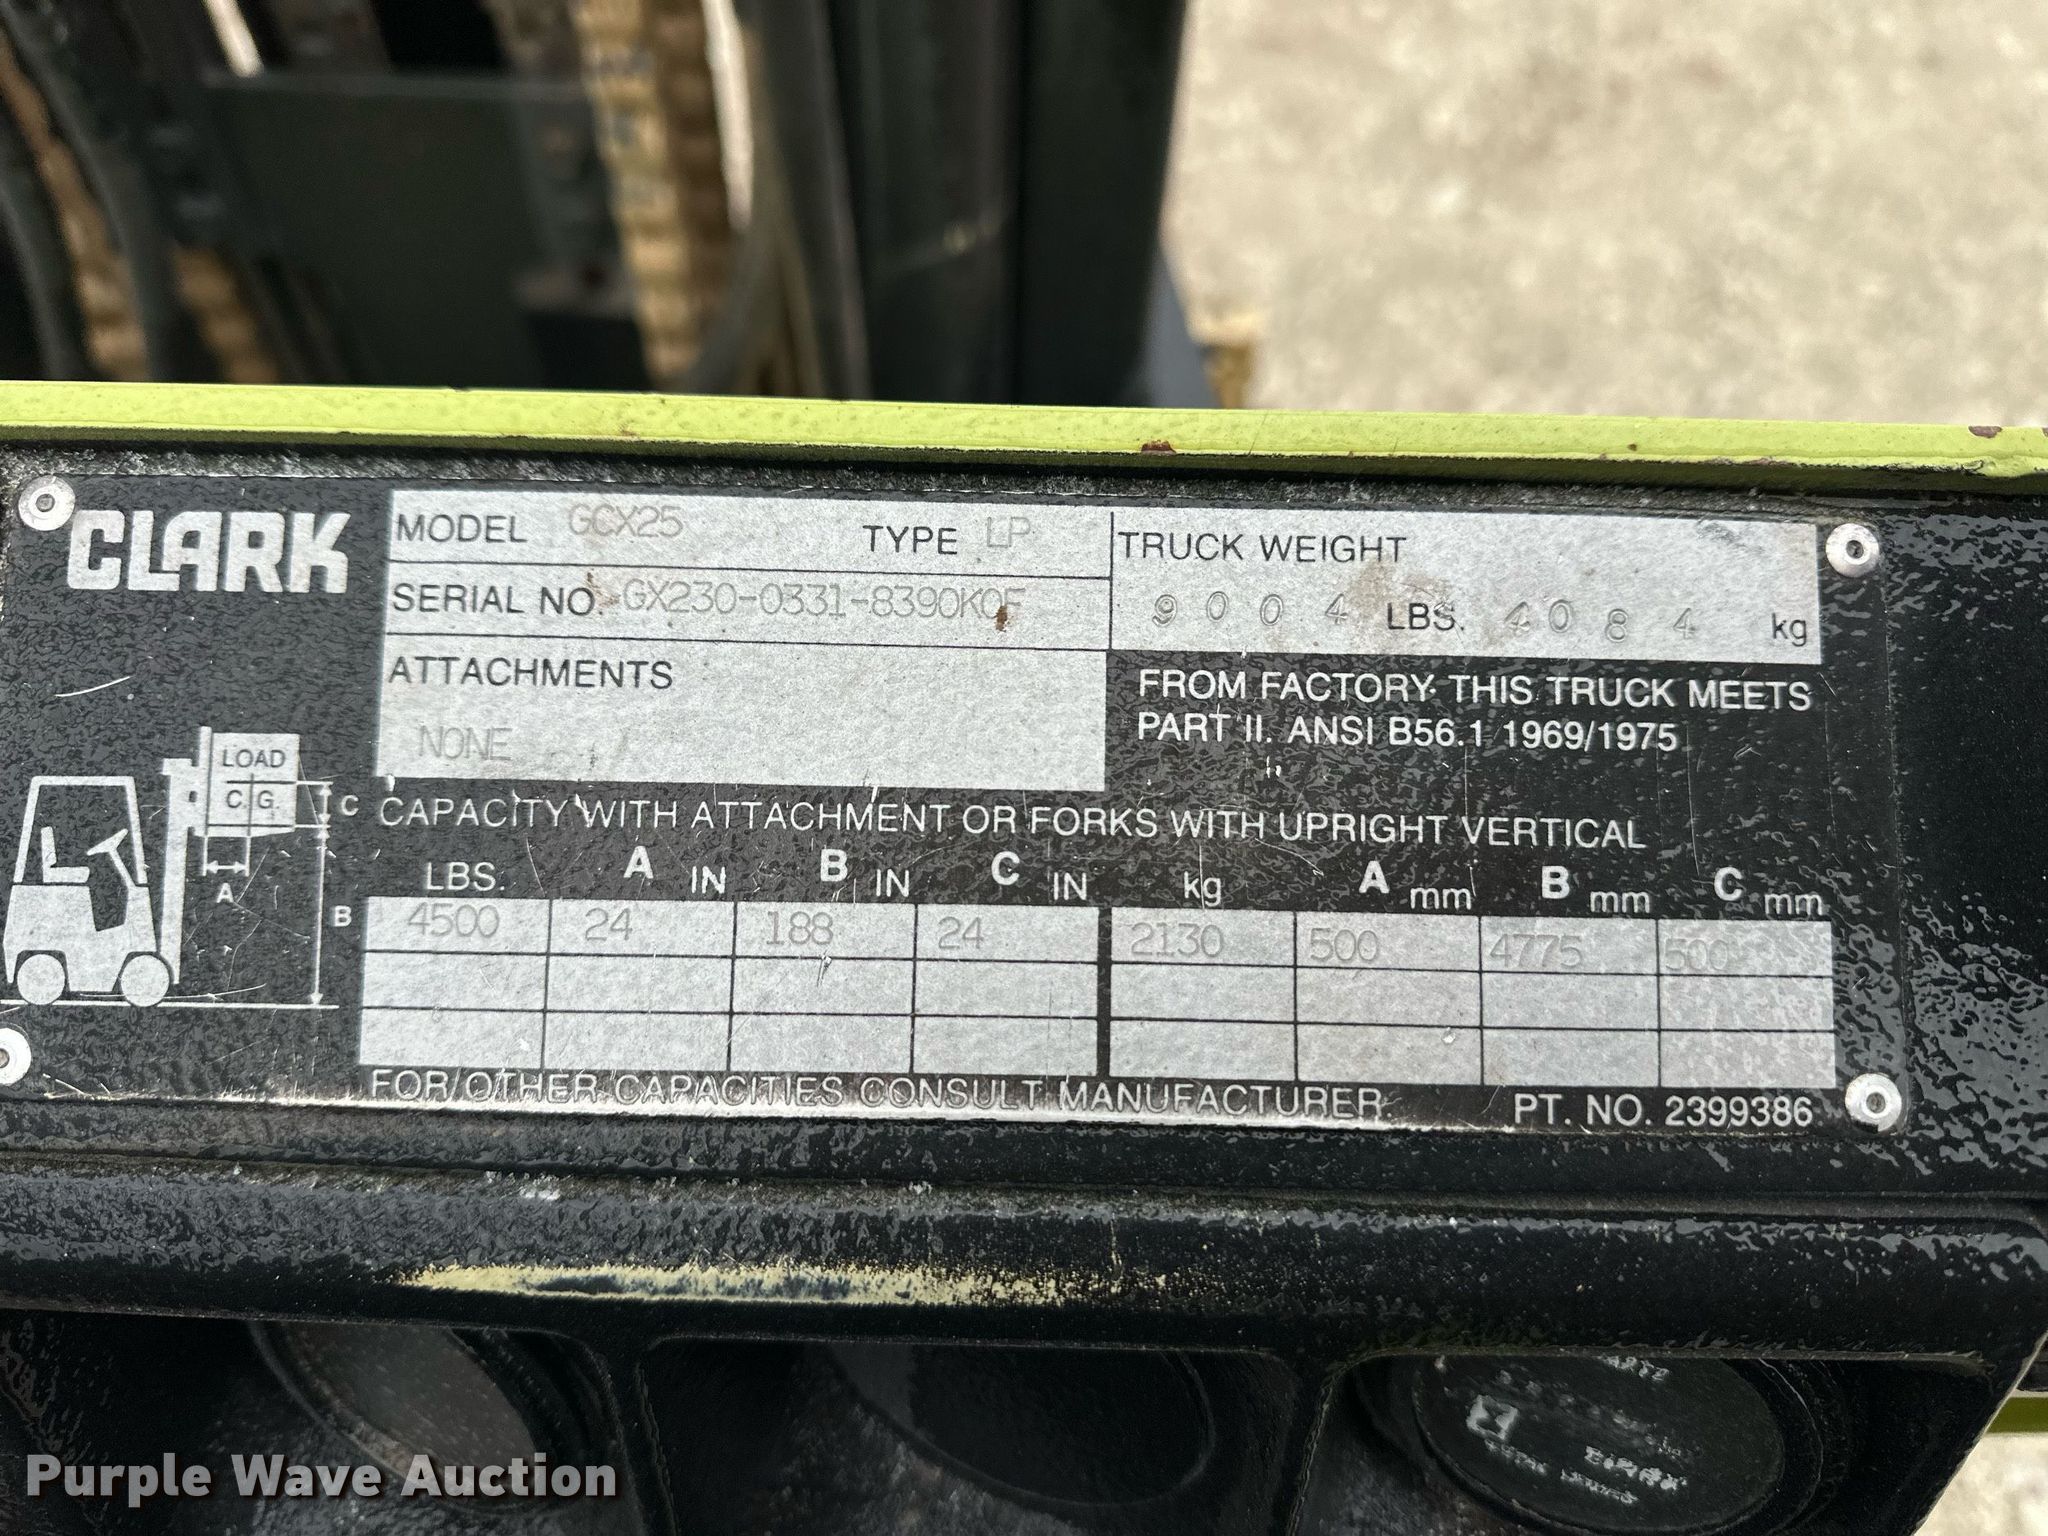 CLARK
MODEL GCX25 TYPE LP
SERIAL NO. GX230-0331-8390KOF
TRUCK WEIGHT
9004 LBS. 4084 kg
ATTACHMENTS
NONE
FROM FACTORY THIS TRUCK MEETS
PART II. ANSI B56.1 1969/1975
LOAD
C.G.
C
A
B
CAPACITY WITH ATTACHMENT OR FORKS WITH UPRIGHT VERTICAL
LBS. A IN B IN C IN kg A mm B mm C mm
4500 24 188 24 2130 500 4775 500
FOR OTHER CAPACITIES CONSULT MANUFACTURER.
PT. NO. 2399386
Purple Wave Auction